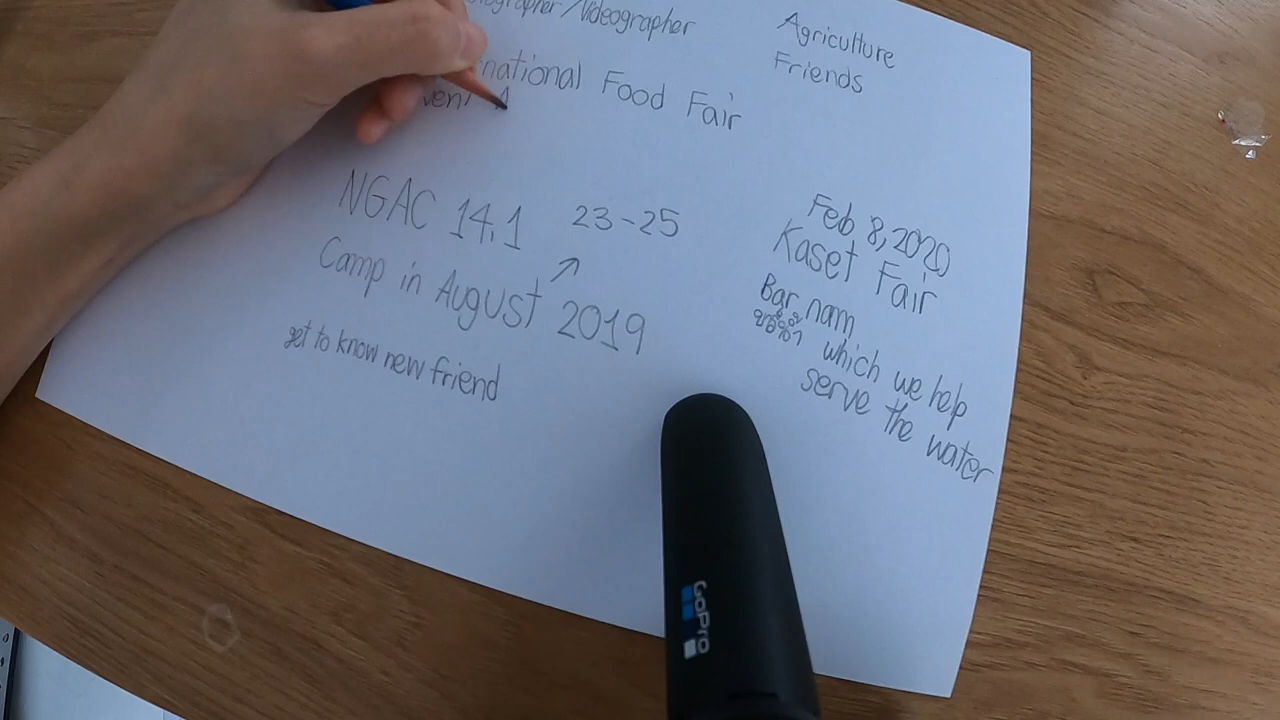 Videographer
national Food Fair
Agriculture
Friends
NGAC 14.1 23-25
Camp in August 2019
get to know new friend
Feb 8, 2020
Kaset Fair
Bar nam
which we help
serve the water
GoPro